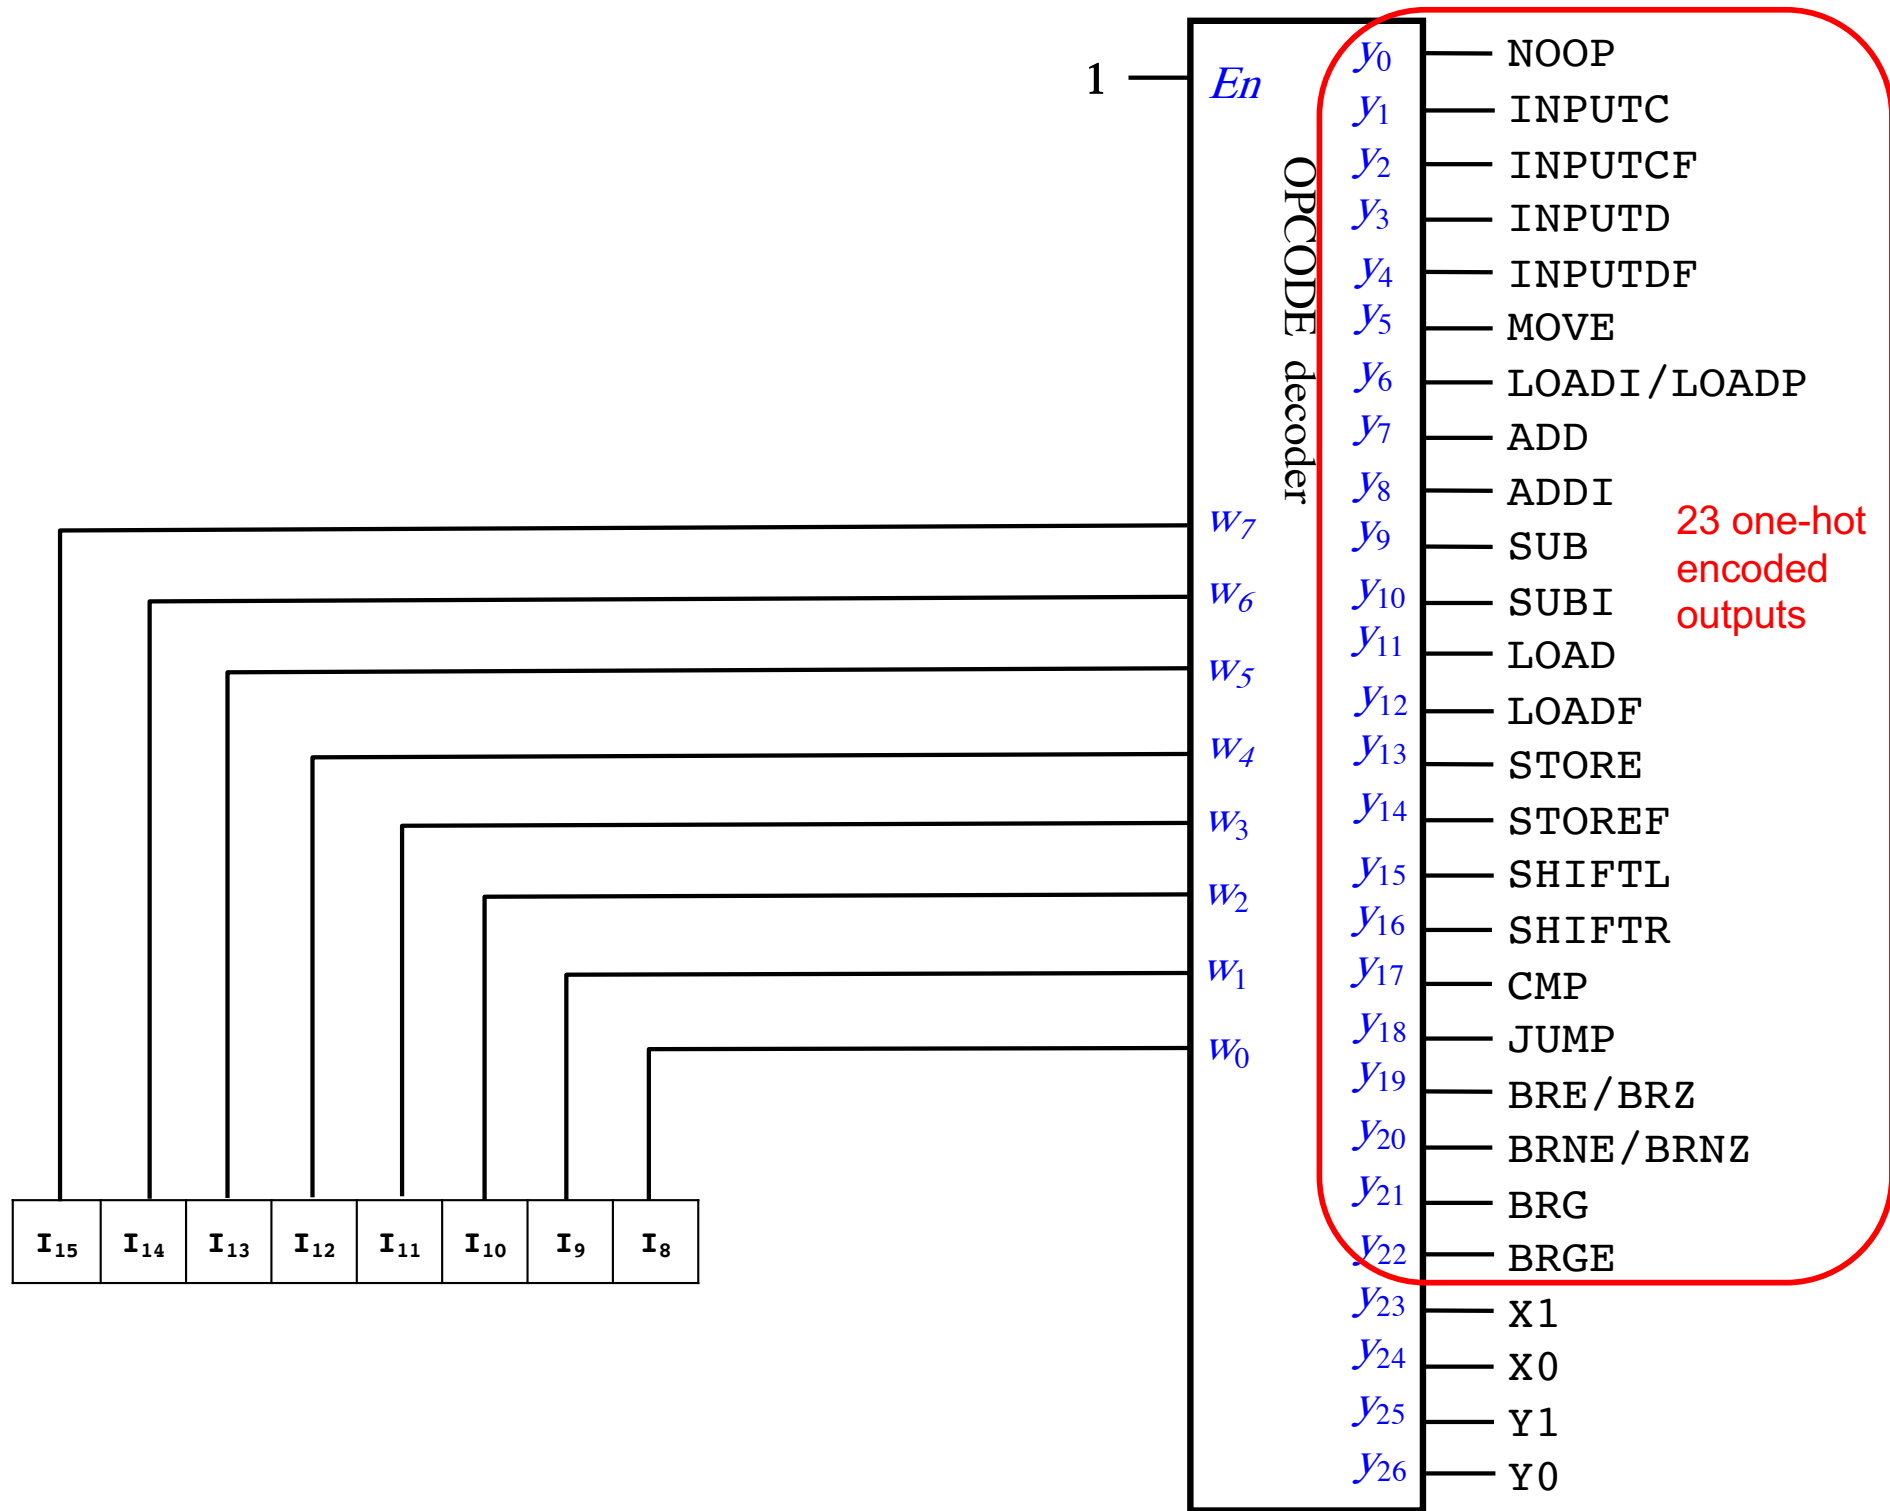 1
En
OPCODE decoder
w7
w6
w5
w4
w3
w2
w1
w0
y0 NOOP
y1 INPUTC
y2 INPUTCF
y3 INPUTD
y4 INPUTDF
y5 MOVE
y6 LOADI/LOADP
y7 ADD
y8 ADDI
y9 SUB
y10 SUBI
y11 LOAD
y12 LOADF
y13 STORE
y14 STOREF
y15 SHIFTL
y16 SHIFTR
y17 CMP
y18 JUMP
y19 BRE/BRZ
y20 BRNE/BRNZ
y21 BRG
y22 BRGE
y23 X1
y24 X0
y25 Y1
y26 Y0
23 one-hot
encoded
outputs
I15 I14 I13 I12 I11 I10 I9 I8